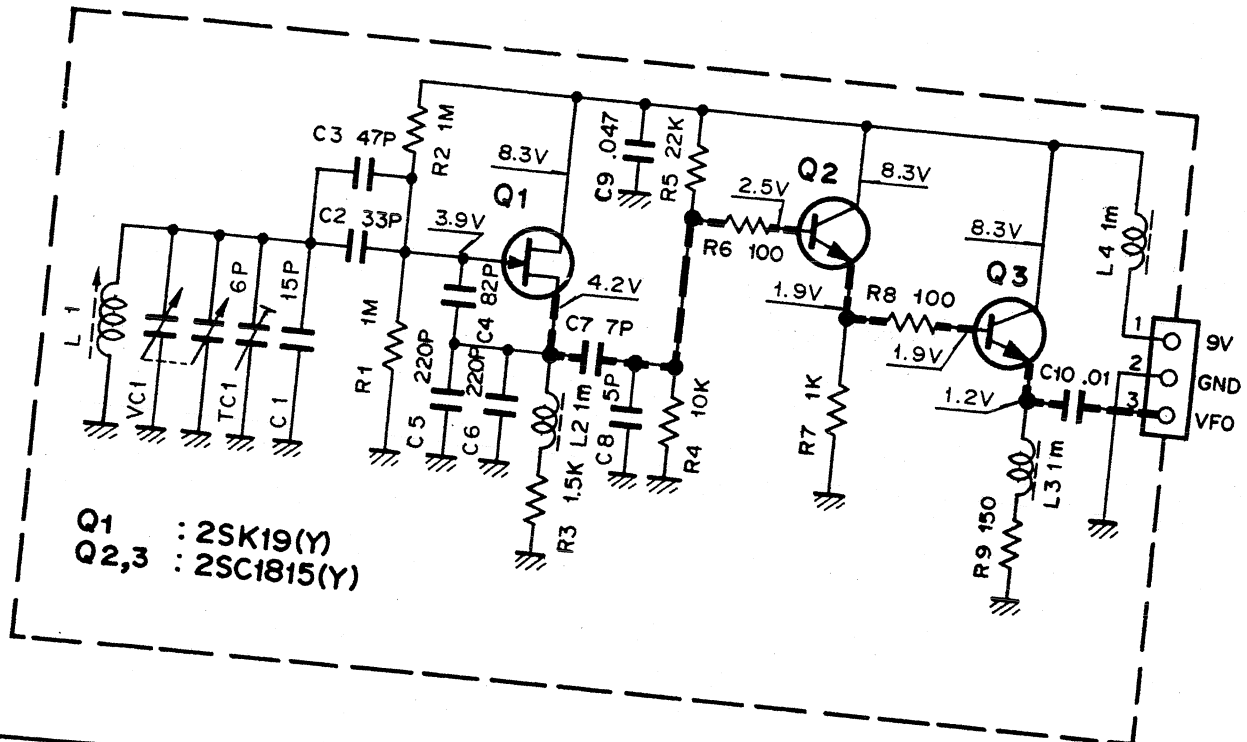 C3 47P
R2 1M
8.3V
C9 .047
R5 22K
Q1
Q2
2.5V
8.3V
C2 33P
3.9V
R6 100
8.3V
Q3
L4 1m
L 1
VC1
6P
TC1
15P
C 1
1M
R1
82P
C4
4.2V
C7 7P
1.9V
R8 100
1.9V
1
9V
2
GND
3
VFO
220P
C5
220P
C6
L2 1m
1.5K
R3
5P
C8
10K
R4
1K
R7
1.2V
C10 .01
L3 1m
R9 150
Q1 : 2SK19(Y)
Q2,3 : 2SC1815(Y)